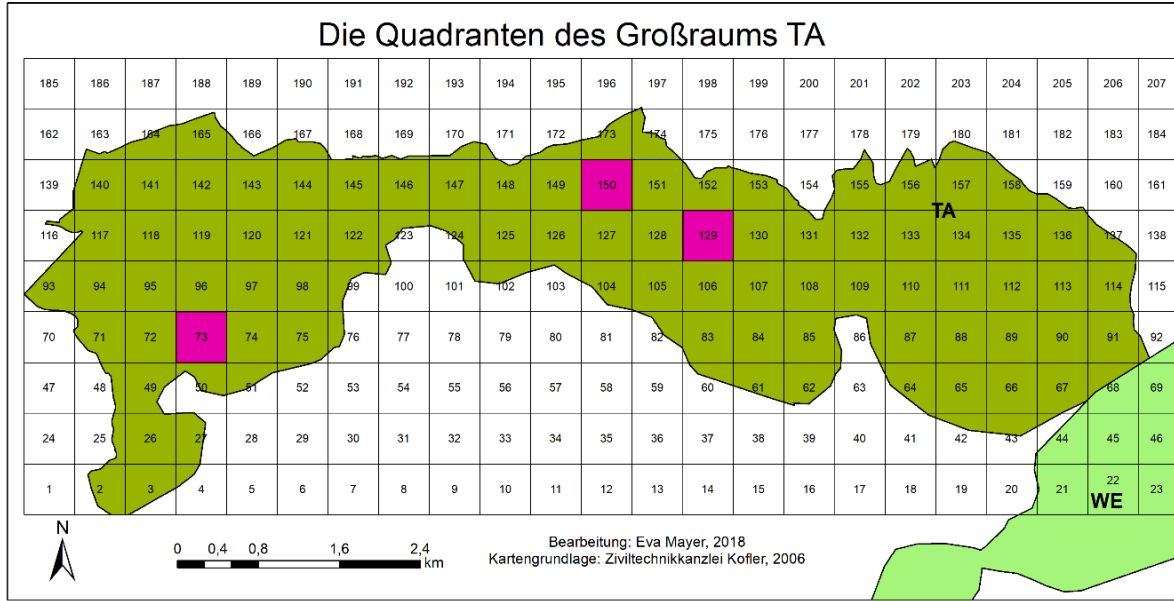 Die Quadranten des Großraums TA
185 186 187 188 189 190 191 192 193 194 195 196 197 198 199 200 201 202 203 204 205 206 207
162 163 164 165 166 167 168 169 170 171 172 173 174 175 176 177 178 179 180 181 182 183 184
139 140 141 142 143 144 145 146 147 148 149 150 151 152 153 154 155 156 157 158 159 160 161
TA
116 117 118 119 120 121 122 123 124 125 126 127 128 129 130 131 132 133 134 135 136 137 138
93 94 95 96 97 98 99 100 101 102 103 104 105 106 107 108 109 110 111 112 113 114 115
70 71 72 73 74 75 76 77 78 79 80 81 82 83 84 85 86 87 88 89 90 91 92
47 48 49 50 51 52 53 54 55 56 57 58 59 60 61 62 63 64 65 66 67 68 69
24 25 26 27 28 29 30 31 32 33 34 35 36 37 38 39 40 41 42 43 44 45 46
1 2 3 4 5 6 7 8 9 10 11 12 13 14 15 16 17 18 19 20 21 22 23
WE
N
0 0,4 0,8 1,6 2,4
km
Bearbeitung: Eva Mayer, 2018
Kartengrundlage: Ziviltechnikkanzlei Kofler, 2006